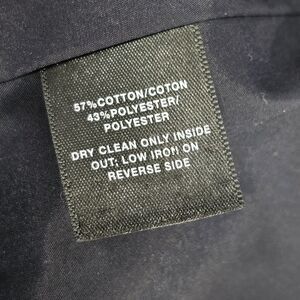 57%COTTON/COTON
43%POLYESTER/
POLYESTER
DRY CLEAN ONLY INSIDE
OUT; LOW IRON ON
REVERSE SIDE